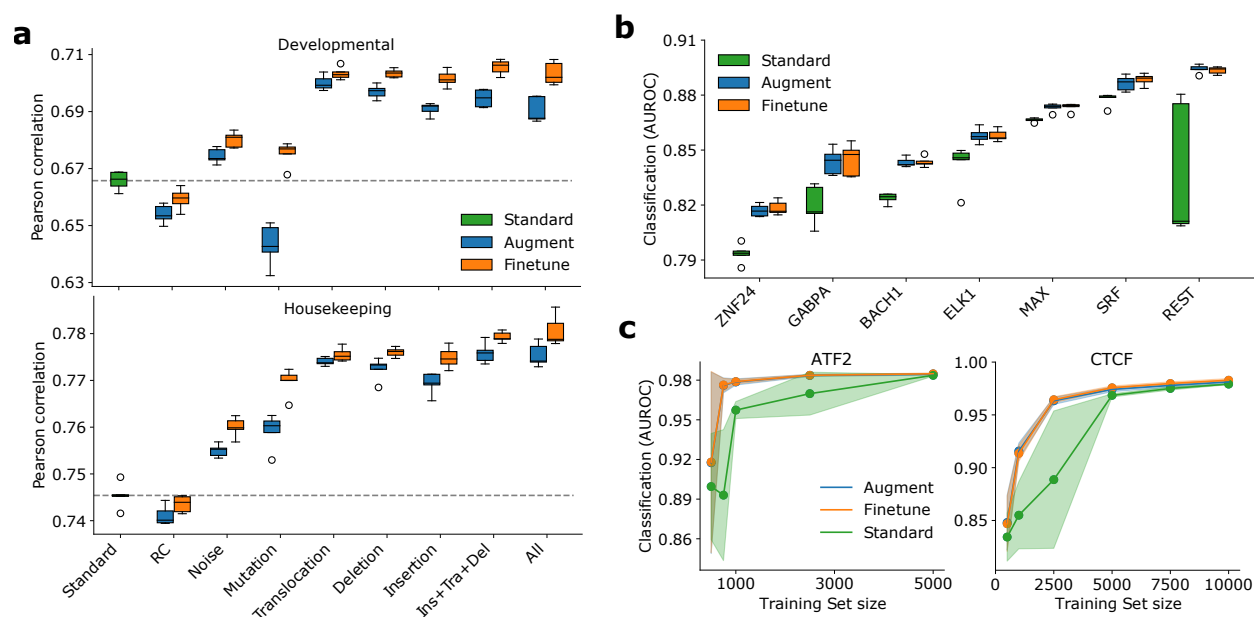 a
Developmental
Pearson correlation
0.71
0.69
0.67
0.65
0.63
Standard
Augment
Finetune
Housekeeping
Pearson correlation
0.78
0.77
0.76
0.75
0.74
Standard
RC
Noise
Mutation
Translocation
Deletion
Insertion
Ins+Tra+Del
All
b
Classification (AUROC)
0.91
0.88
0.85
0.82
0.79
Standard
Augment
Finetune
ZNF24
GABPA
BACH1
ELK1
MAX
SRF
REST
c
ATF2
Classification (AUROC)
0.98
0.95
0.92
0.89
0.86
Augment
Finetune
Standard
1000 3000 5000
Training Set size
CTCF
1.00
0.95
0.90
0.85
0 2500 5000 7500 10000
Training Set size